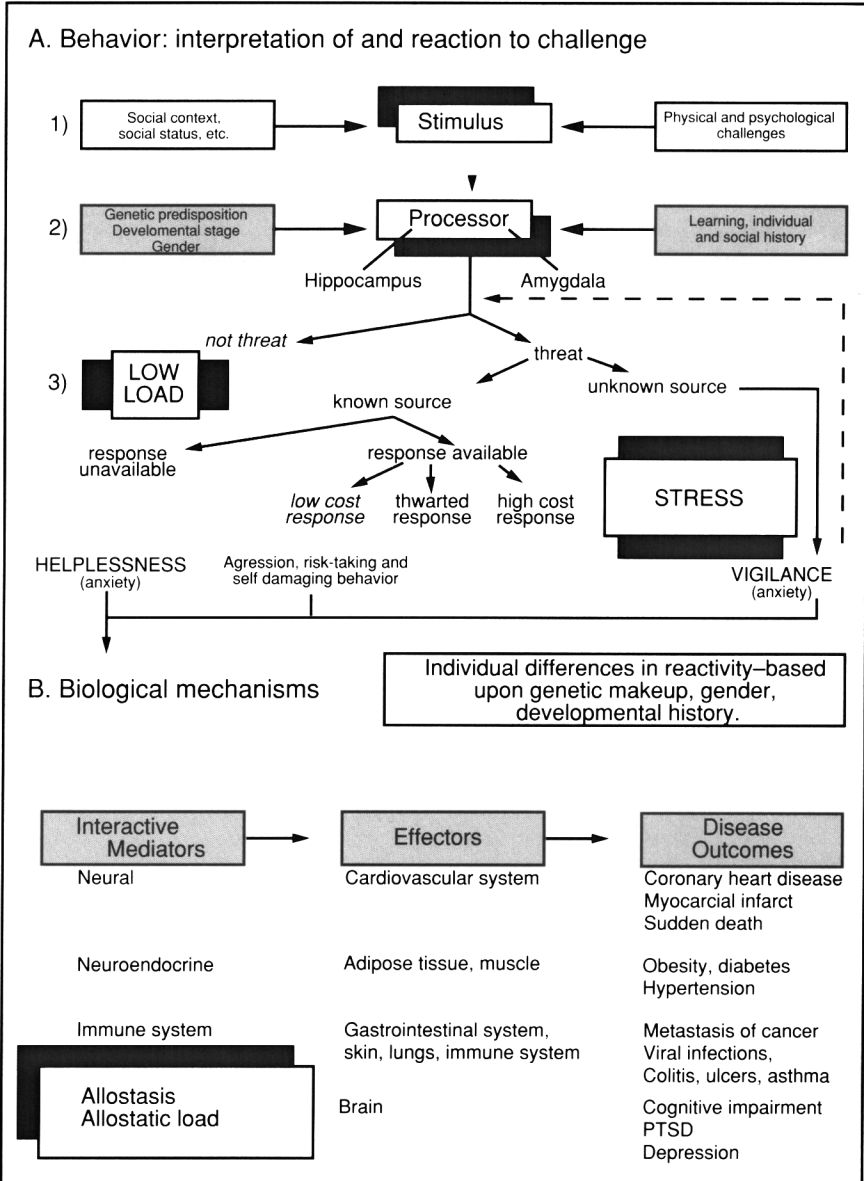 A. Behavior: interpretation of and reaction to challenge
1)
Social context,
social status, etc.
Stimulus
Physical and psychological
challenges
2)
Genetic predisposition
Develomental stage
Gender
Processor
Learning, individual
and social history
Hippocampus
Amygdala
not threat
threat
3)
LOW
LOAD
unknown source
known source
response
unavailable
response available
low cost
response
thwarted
response
high cost
response
STRESS
HELPLESSNESS
(anxiety)
Agression, risk-taking and
self damaging behavior
VIGILANCE
(anxiety)
B. Biological mechanisms
Individual differences in reactivity–based
upon genetic makeup, gender,
developmental history.
Interactive
Mediators
Effectors
Disease
Outcomes
Neural
Cardiovascular system
Coronary heart disease
Myocarcial infarct
Sudden death
Neuroendocrine
Adipose tissue, muscle
Obesity, diabetes
Hypertension
Immune system
Gastrointestinal system,
skin, lungs, immune system
Metastasis of cancer
Viral infections,
Colitis, ulcers, asthma
Allostasis
Allostatic load
Brain
Cognitive impairment
PTSD
Depression